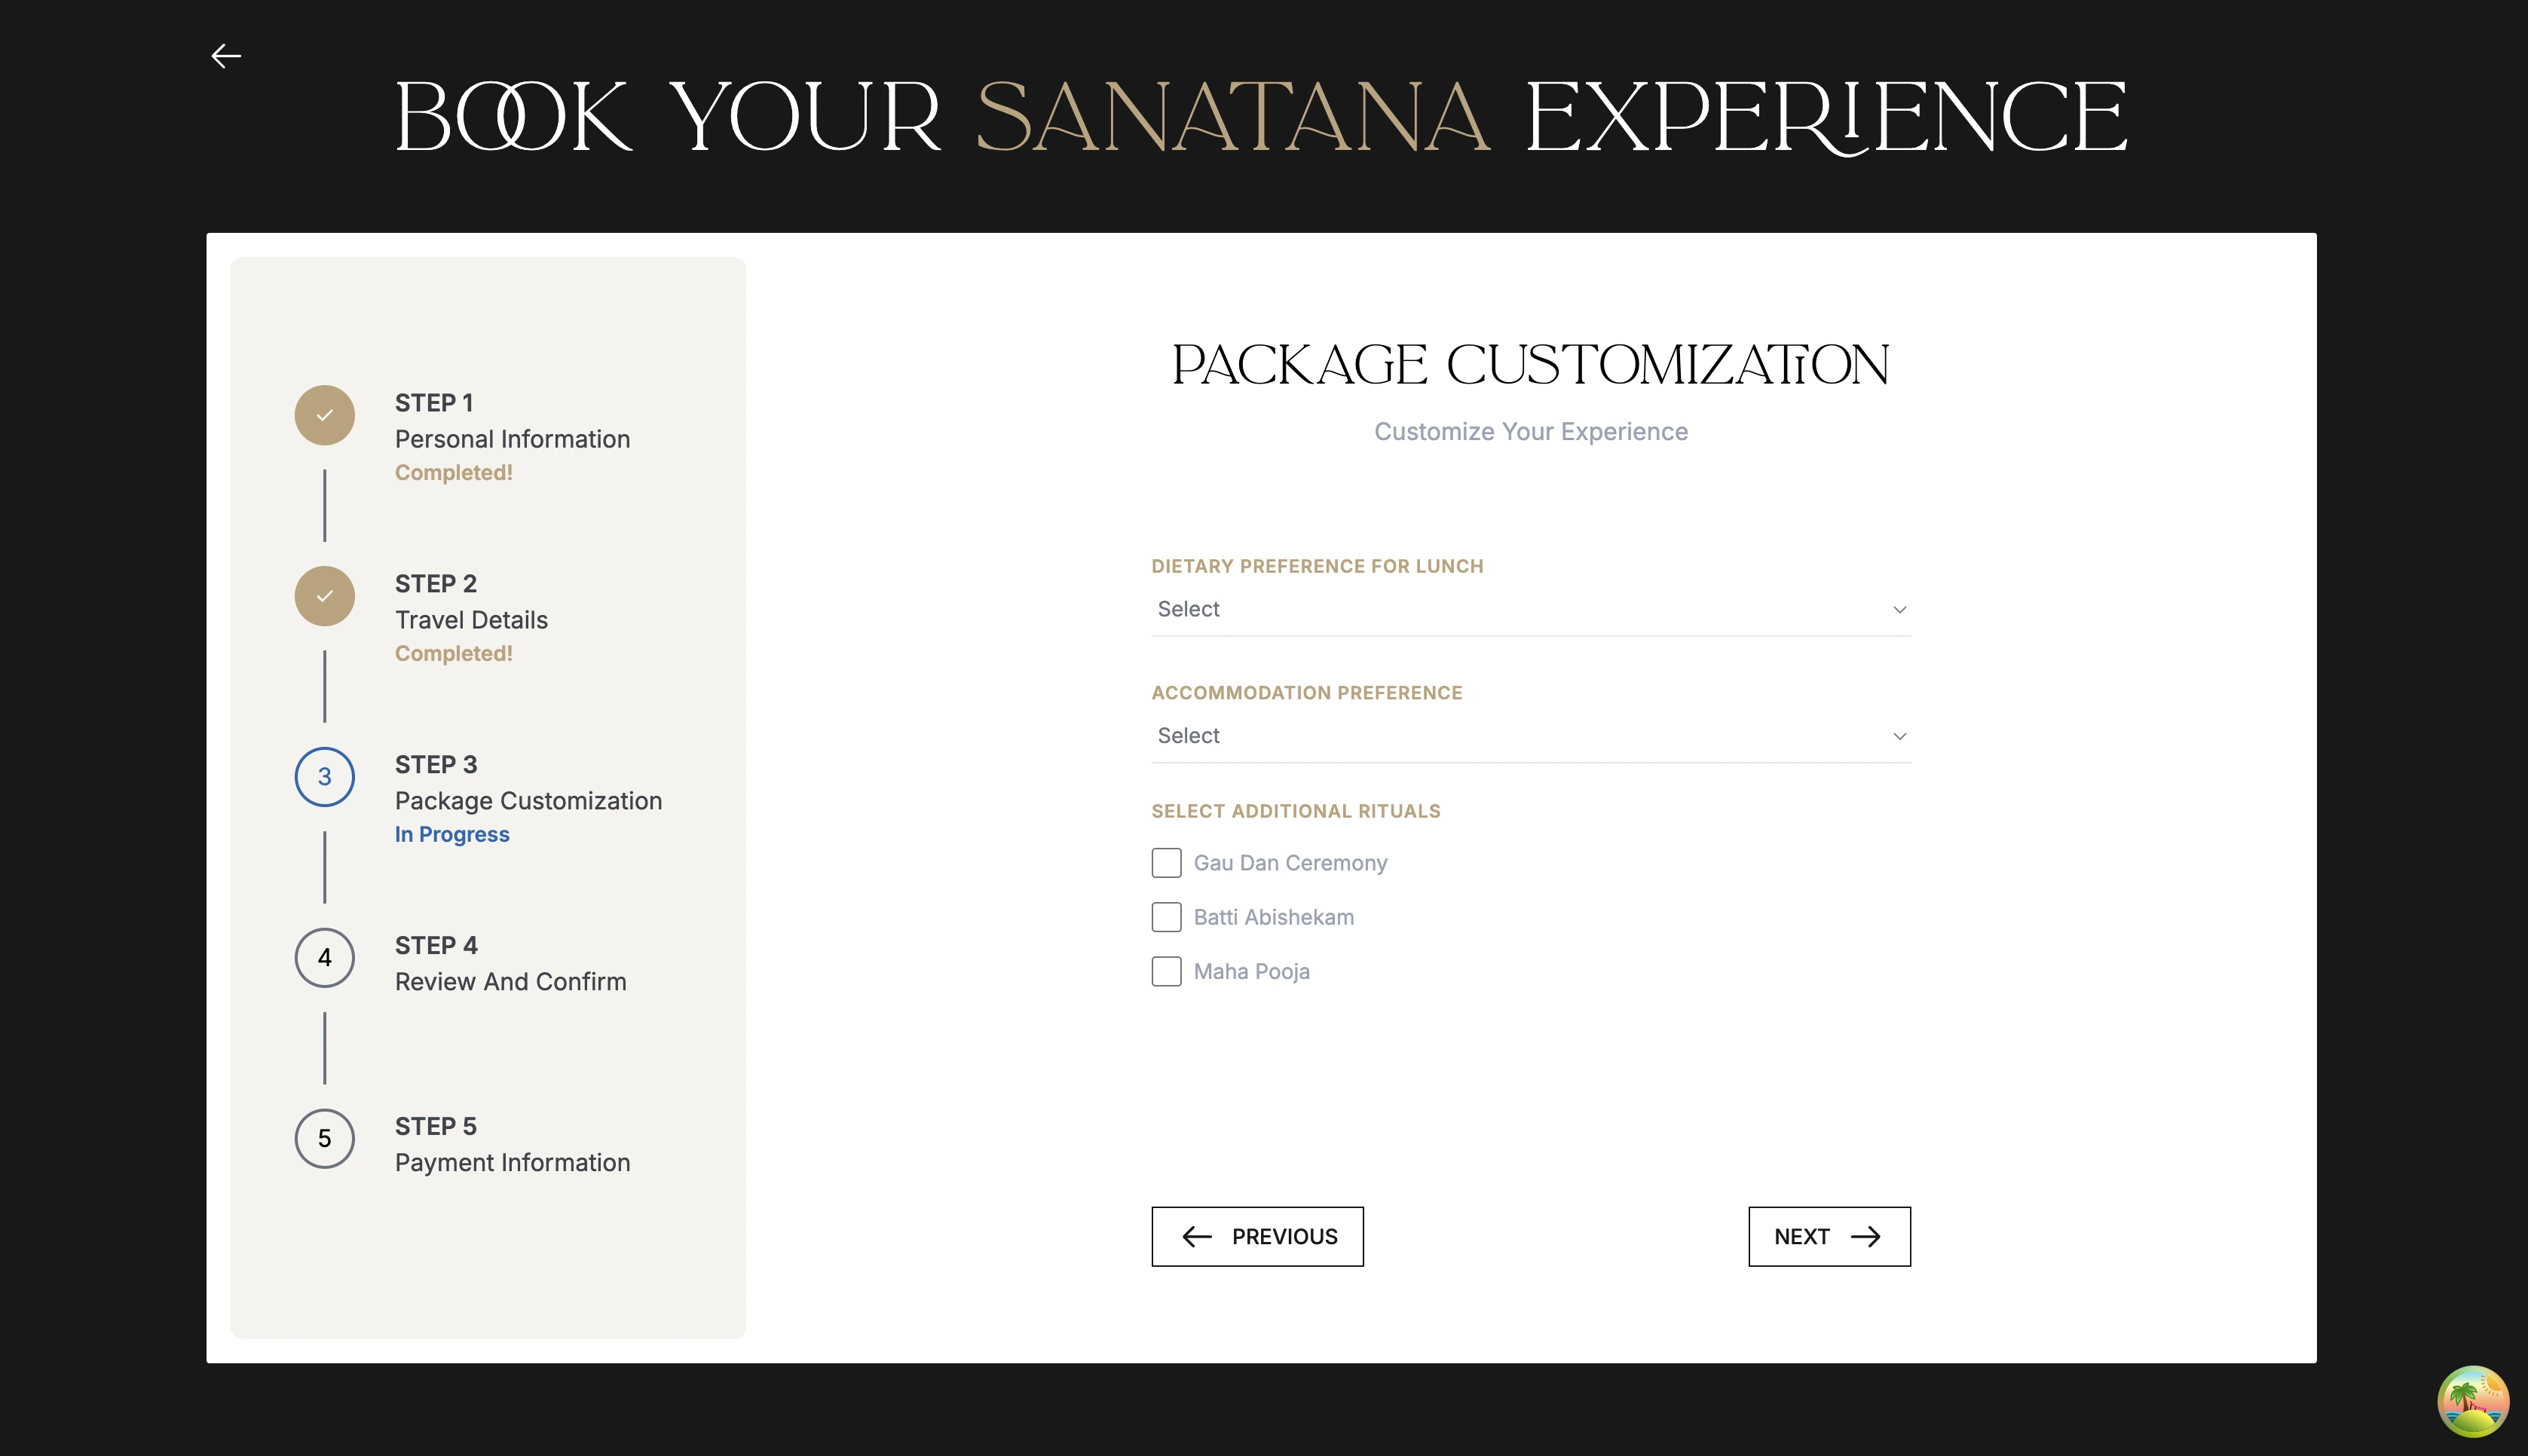 BOOK YOUR SANATANA EXPERIENCE
STEP 1
Personal Information
Completed!
STEP 2
Travel Details
Completed!
3
STEP 3
Package Customization
In Progress
4
STEP 4
Review And Confirm
5
STEP 5
Payment Information
PACKAGE CUSTOMIZATION
Customize Your Experience
DIETARY PREFERENCE FOR LUNCH
Select
ACCOMMODATION PREFERENCE
Select
SELECT ADDITIONAL RITUALS
Gau Dan Ceremony
Batti Abishekam
Maha Pooja
PREVIOUS
NEXT